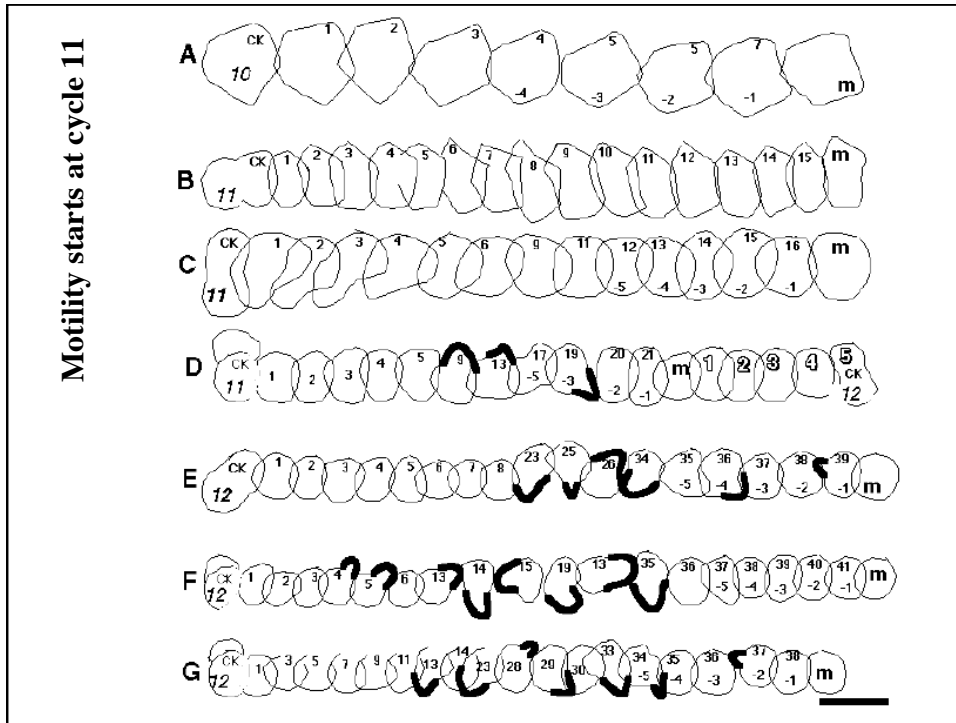 Motility starts at cycle 11
A
CK 1 2 3 4 5 5 7
10 -4 -3 -2 -1 m
B
CK 1 2 3 4 5 6 7 8 9 10 11 12 13 14 15 m
11
C
CK 1 2 3 4 5 6 9 11 12 13 14 15 16 m
11 -5 -4 -3 -2 -1
D
CK 1 2 3 4 5 9 13 17 19 20 21 m 1 2 3 4 5
11 -5 -3 -2 -1 CK 12
E
CK 1 2 3 4 5 6 7 8 23 25 26 34 35 36 37 38 39 m
12 -5 -4 -3 -2 -1
F
CK 1 2 3 4 5 6 13 14 15 19 13 35 36 37 38 39 40 41 m
12 -5 -4 -3 -2 -1
G
CK 1 3 5 7 9 11 13 14 23 28 29 30 33 34 35 36 37 38 m
12 -5 -4 -3 -2 -1